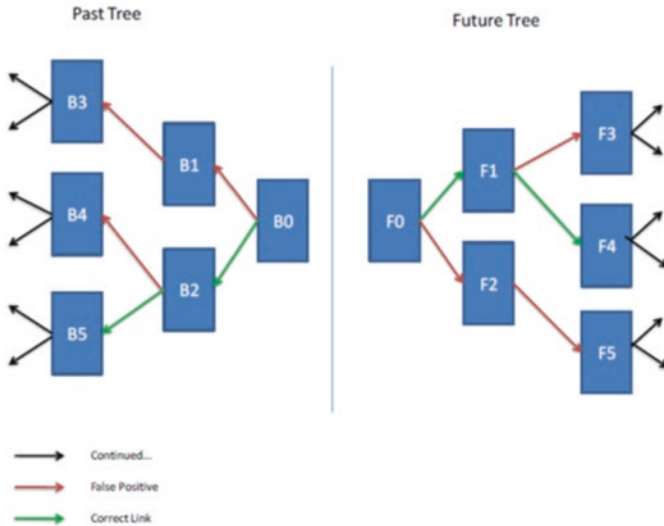 Past Tree
Future Tree
B3
B1
B4
B0
B2
B5
F3
F1
F0
F4
F2
F5
Continued...
False Positive
Correct Link